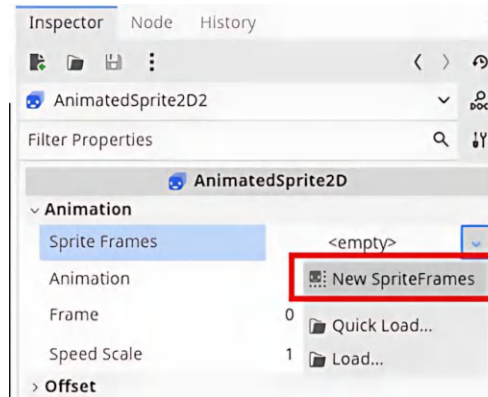 Inspector Node History
AnimatedSprite2D2
DOC
Filter Properties
AnimatedSprite2D
Animation
Sprite Frames <empty>
Animation New SpriteFrames
Frame 0 Quick Load...
Speed Scale 1 Load...
Offset